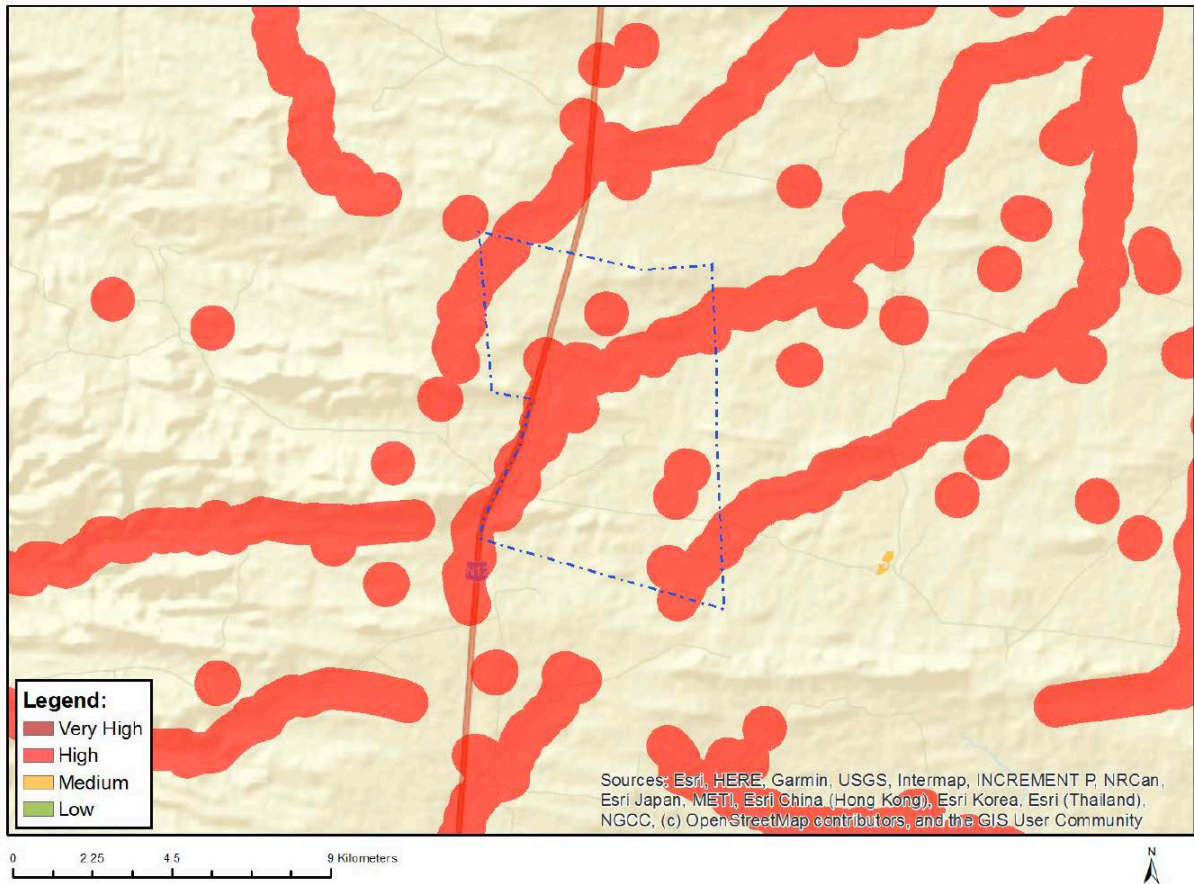 N12
Legend:
Very High
High
Medium
Low
Sources: Esri, HERE, Garmin, USGS, Intermap, INCREMENT P, NRCan,
Esri Japan, METI, Esri China (Hong Kong), Esri Korea, Esri (Thailand),
NGCC, (c) OpenStreetMap contributors, and the GIS User Community
0 2.25 4.5 9 Kilometers
N